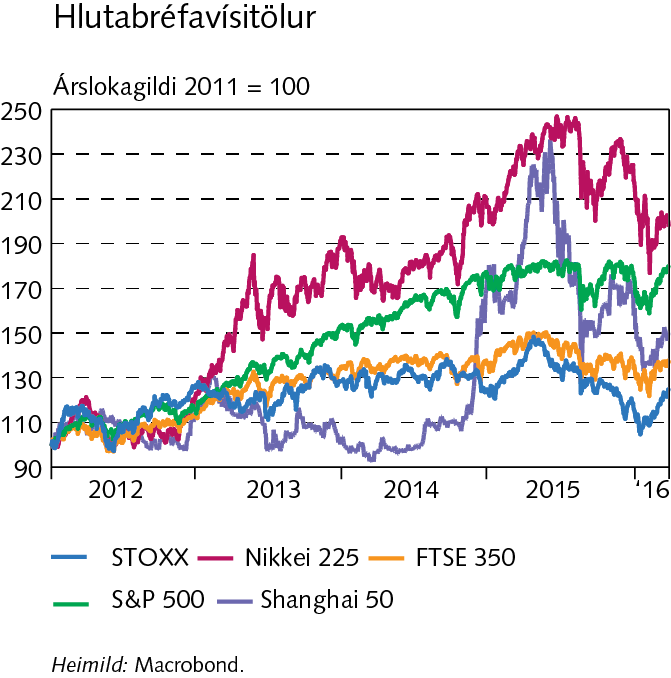 Hlutabréfavísitölur
Árslokagildi 2011 = 100
250
230
210
190
170
150
130
110
90
2012 2013 2014 2015 '16
STOXX Nikkei 225 FTSE 350
S&P 500 Shanghai 50
Heimild: Macrobond.